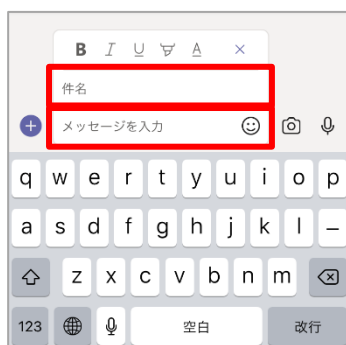 B I U A
件名
メッセージを入力
q w e r t y u i o p
a s d f g h j k l –
z x c v b n m
123 空白 改行